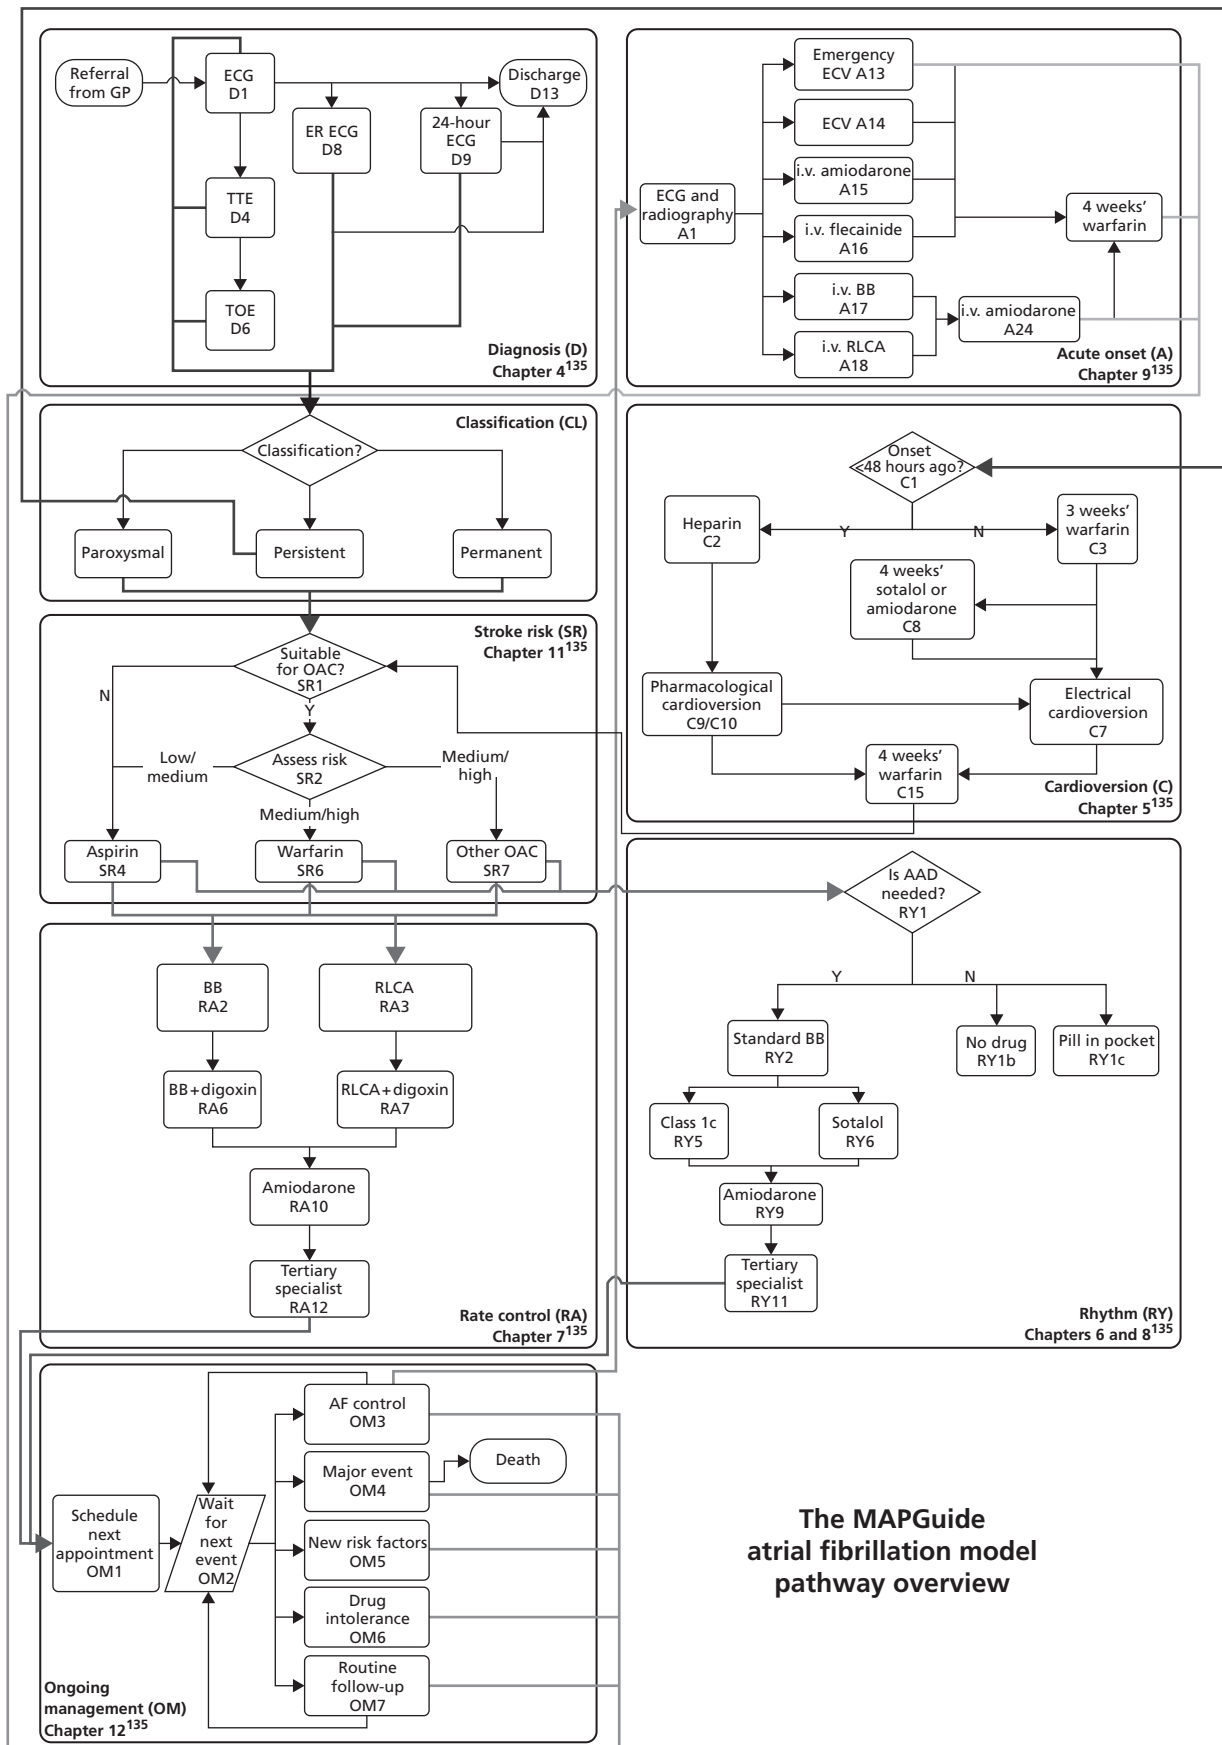 Referral
from GP
ECG
D1
Discharge
D13
ER ECG
D8
24-hour
ECG
D9
TTE
D4
TOE
D6
Diagnosis (D)
Chapter 4135
Emergency
ECV A13
ECV A14
i.v. amiodarone
A15
ECG and
radiography
A1
i.v. flecainide
A16
4 weeks’
warfarin
i.v. BB
A17
i.v. amiodarone
A24
i.v. RLCA
A18
Acute onset (A)
Chapter 9135
Classification (CL)
Classification?
Paroxysmal
Persistent
Permanent
Onset
<48 hours ago?
C1
Heparin
C2
Y
N
3 weeks’
warfarin
C3
4 weeks’
sotalol or
amiodarone
C8
Pharmacological
cardioversion
C9/C10
Electrical
cardioversion
C7
4 weeks’
warfarin
C15
Cardioversion (C)
Chapter 5135
Stroke risk (SR)
Chapter 11135
Suitable
for OAC?
SR1
N
Y
Low/
medium
Assess risk
SR2
Medium/
high
Medium/high
Aspirin
SR4
Warfarin
SR6
Other OAC
SR7
Is AAD
needed?
RY1
Y
N
Standard BB
RY2
No drug
RY1b
Pill in pocket
RY1c
Class 1c
RY5
Sotalol
RY6
Amiodarone
RY9
Tertiary
specialist
RY11
Rhythm (RY)
Chapters 6 and 8135
BB
RA2
RLCA
RA3
BB+digoxin
RA6
RLCA+digoxin
RA7
Amiodarone
RA10
Tertiary
specialist
RA12
Rate control (RA)
Chapter 7135
AF control
OM3
Major event
OM4
Death
Schedule
next
appointment
OM1
Wait
for
next
event
OM2
New risk factors
OM5
Drug
intolerance
OM6
Routine
follow-up
OM7
Ongoing
management (OM)
Chapter 12135
The MAPGuide
atrial fibrillation model
pathway overview